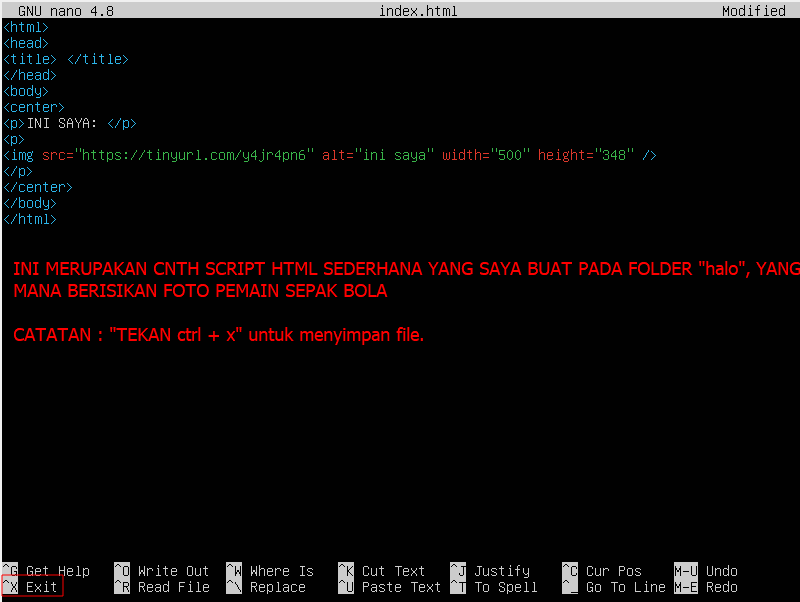 GNU nano 4.8 index.html Modified
<html>
<head>
<title> </title>
</head>
<body>
<center>
<p>INI SAYA: </p>
<p>
<img src="https://tinyurl.com/y4jr4pn6" alt="ini saya" width="500" height="348" />
</p>
</center>
</body>
</html>
INI MERUPAKAN CNTH SCRIPT HTML SEDERHANA YANG SAYA BUAT PADA FOLDER "halo", YANG
MANA BERISIKAN FOTO PEMAIN SEPAK BOLA
CATATAN : "TEKAN ctrl + x" untuk menyimpan file.
^G Get Help ^O Write Out ^W Where Is ^K Cut Text ^J Justify ^C Cur Pos M-U Undo
^X Exit ^R Read File ^\ Replace ^U Paste Text ^T To Spell ^_ Go To Line M-E Redo